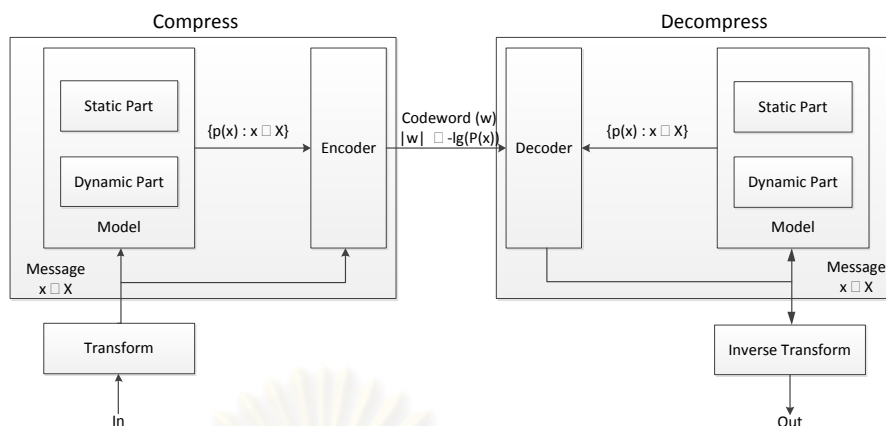 Compress
Static Part
Dynamic Part
Model
{p(x) : x □ X}
Encoder
Message
x □ X
Transform
In
Codeword (w)
|w| □ -lg(P(x))
Decompress
Decoder
{p(x) : x □ X}
Static Part
Dynamic Part
Model
Message
x □ X
Inverse Transform
Out